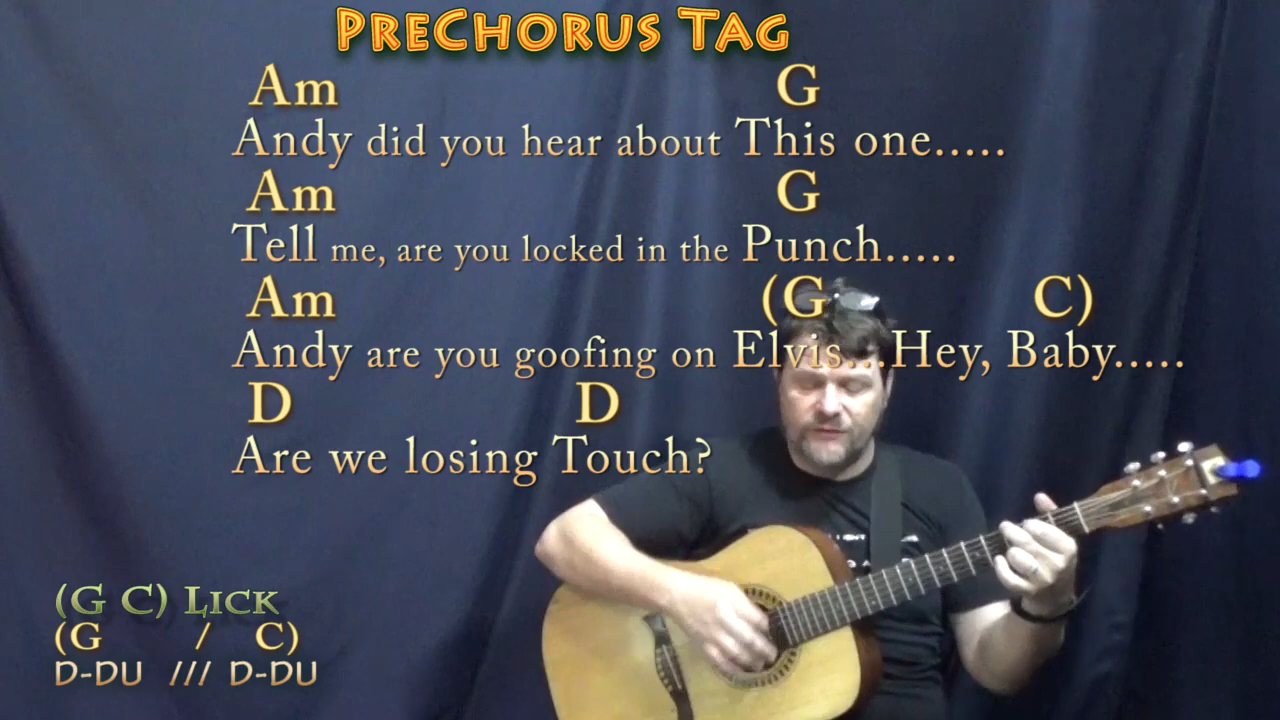 PreChorus Tag
Am G
Andy did you hear about This one.....
Am G
Tell me, are you locked in the Punch.....
Am (G C)
Andy are you goofing on Elvis...Hey, Baby.....
D D
Are we losing Touch?
(G C) Lick
(G / C)
D-DU /// D-DU